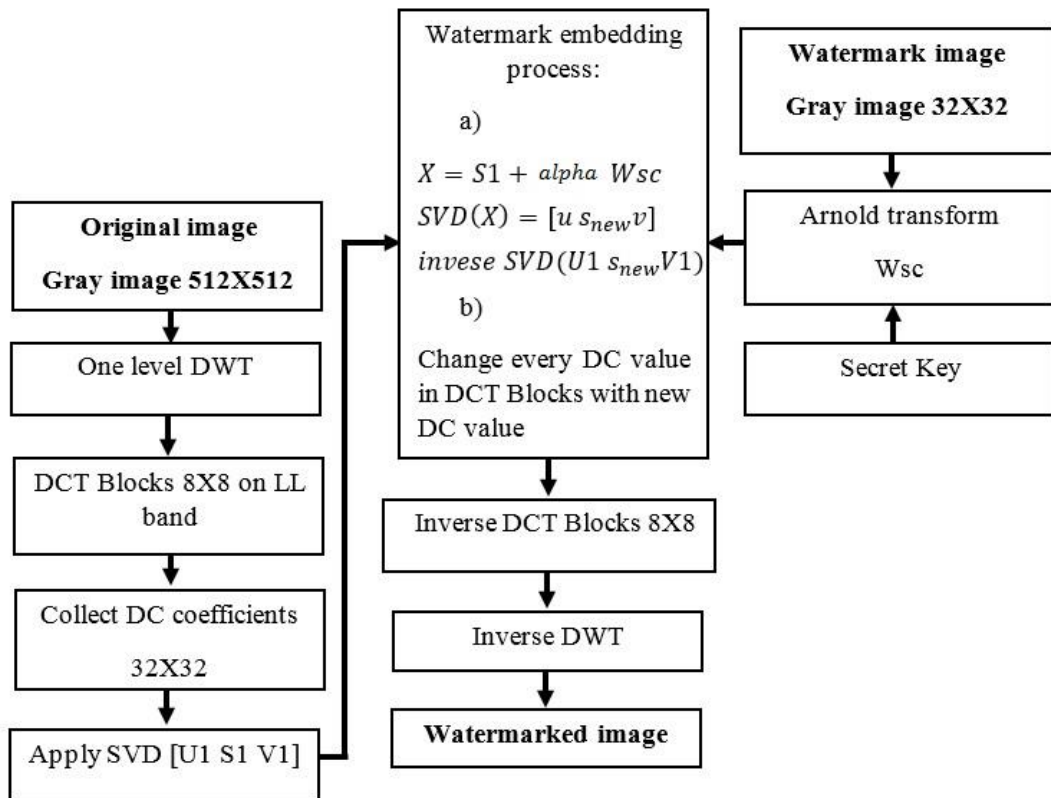 Original image
Gray image 512X512
One level DWT
DCT Blocks 8X8 on LL
band
Collect DC coefficients
32X32
Apply SVD [U1 S1 V1]
Watermark embedding
process:
a)
X = S1 + alpha Wsc
SVD(X) = [u s_new v]
invese SVD(U1 s_new V1)
b)
Change every DC value
in DCT Blocks with new
DC value
Inverse DCT Blocks 8X8
Inverse DWT
Watermarked image
Watermark image
Gray image 32X32
Arnold transform
Wsc
Secret Key